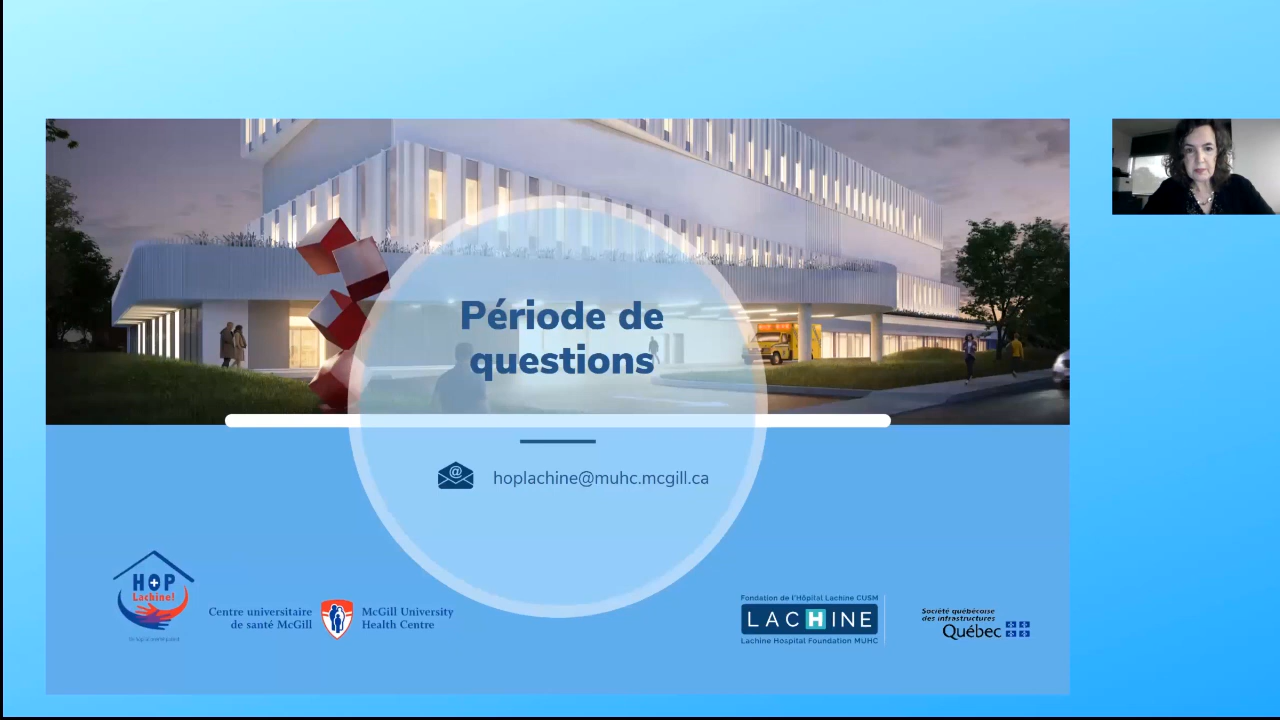 Période de
questions
hoplachine@muhc.mcgill.ca
HOP
Lachine!
Centre universitaire
de santé McGill
McGill University
Health Centre
Fondation de l'Hôpital Lachine CUSM
LACHINE
Lachine Hospital Foundation MUHC
Société québécoise
des infrastructures
Québec